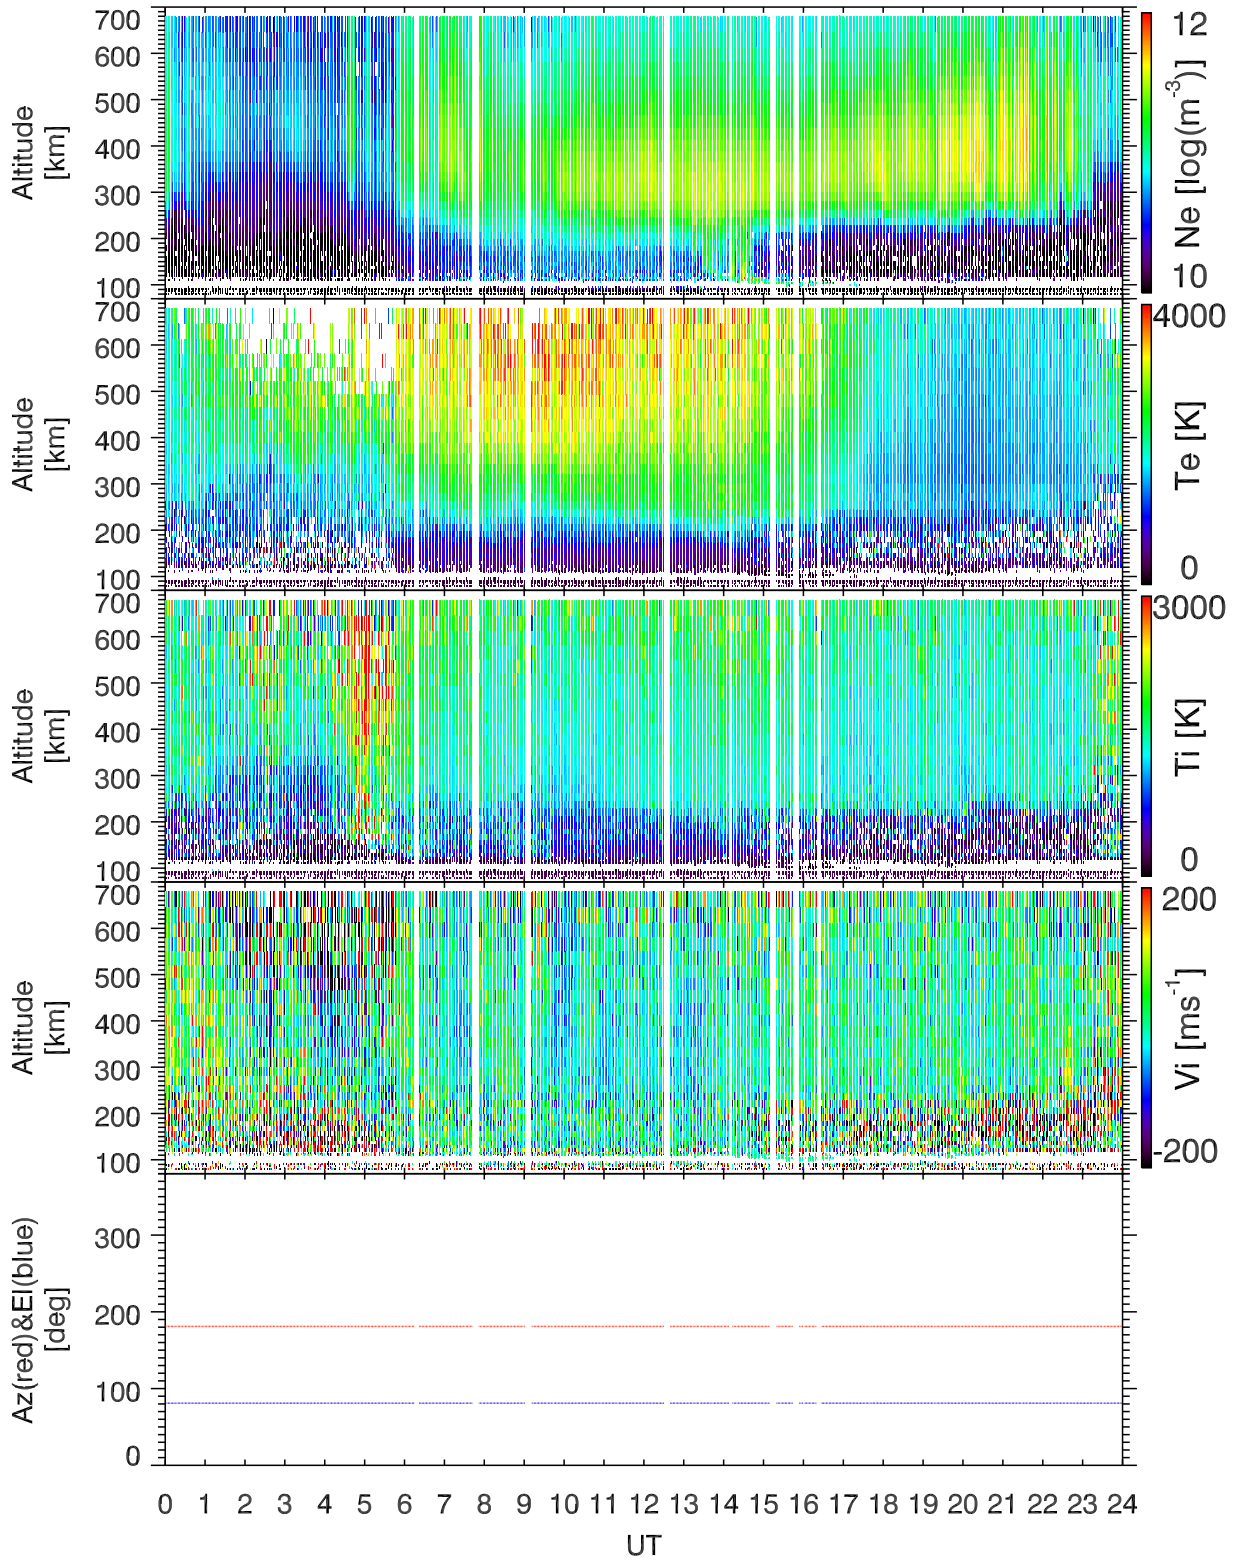 700
600
500
400
300
200
100
Altitude
[km]
12
10
Ne [log(m⁻³)]
700
600
500
400
300
200
100
Altitude
[km]
4000
0
Te [K]
700
600
500
400
300
200
100
Altitude
[km]
3000
0
Ti [K]
700
600
500
400
300
200
100
Altitude
[km]
200
-200
Vi [ms⁻¹]
300
200
100
0
Az(red)&El(blue)
[deg]
0 1 2 3 4 5 6 7 8 9 10 11 12 13 14 15 16 17 18 19 20 21 22 23 24
UT